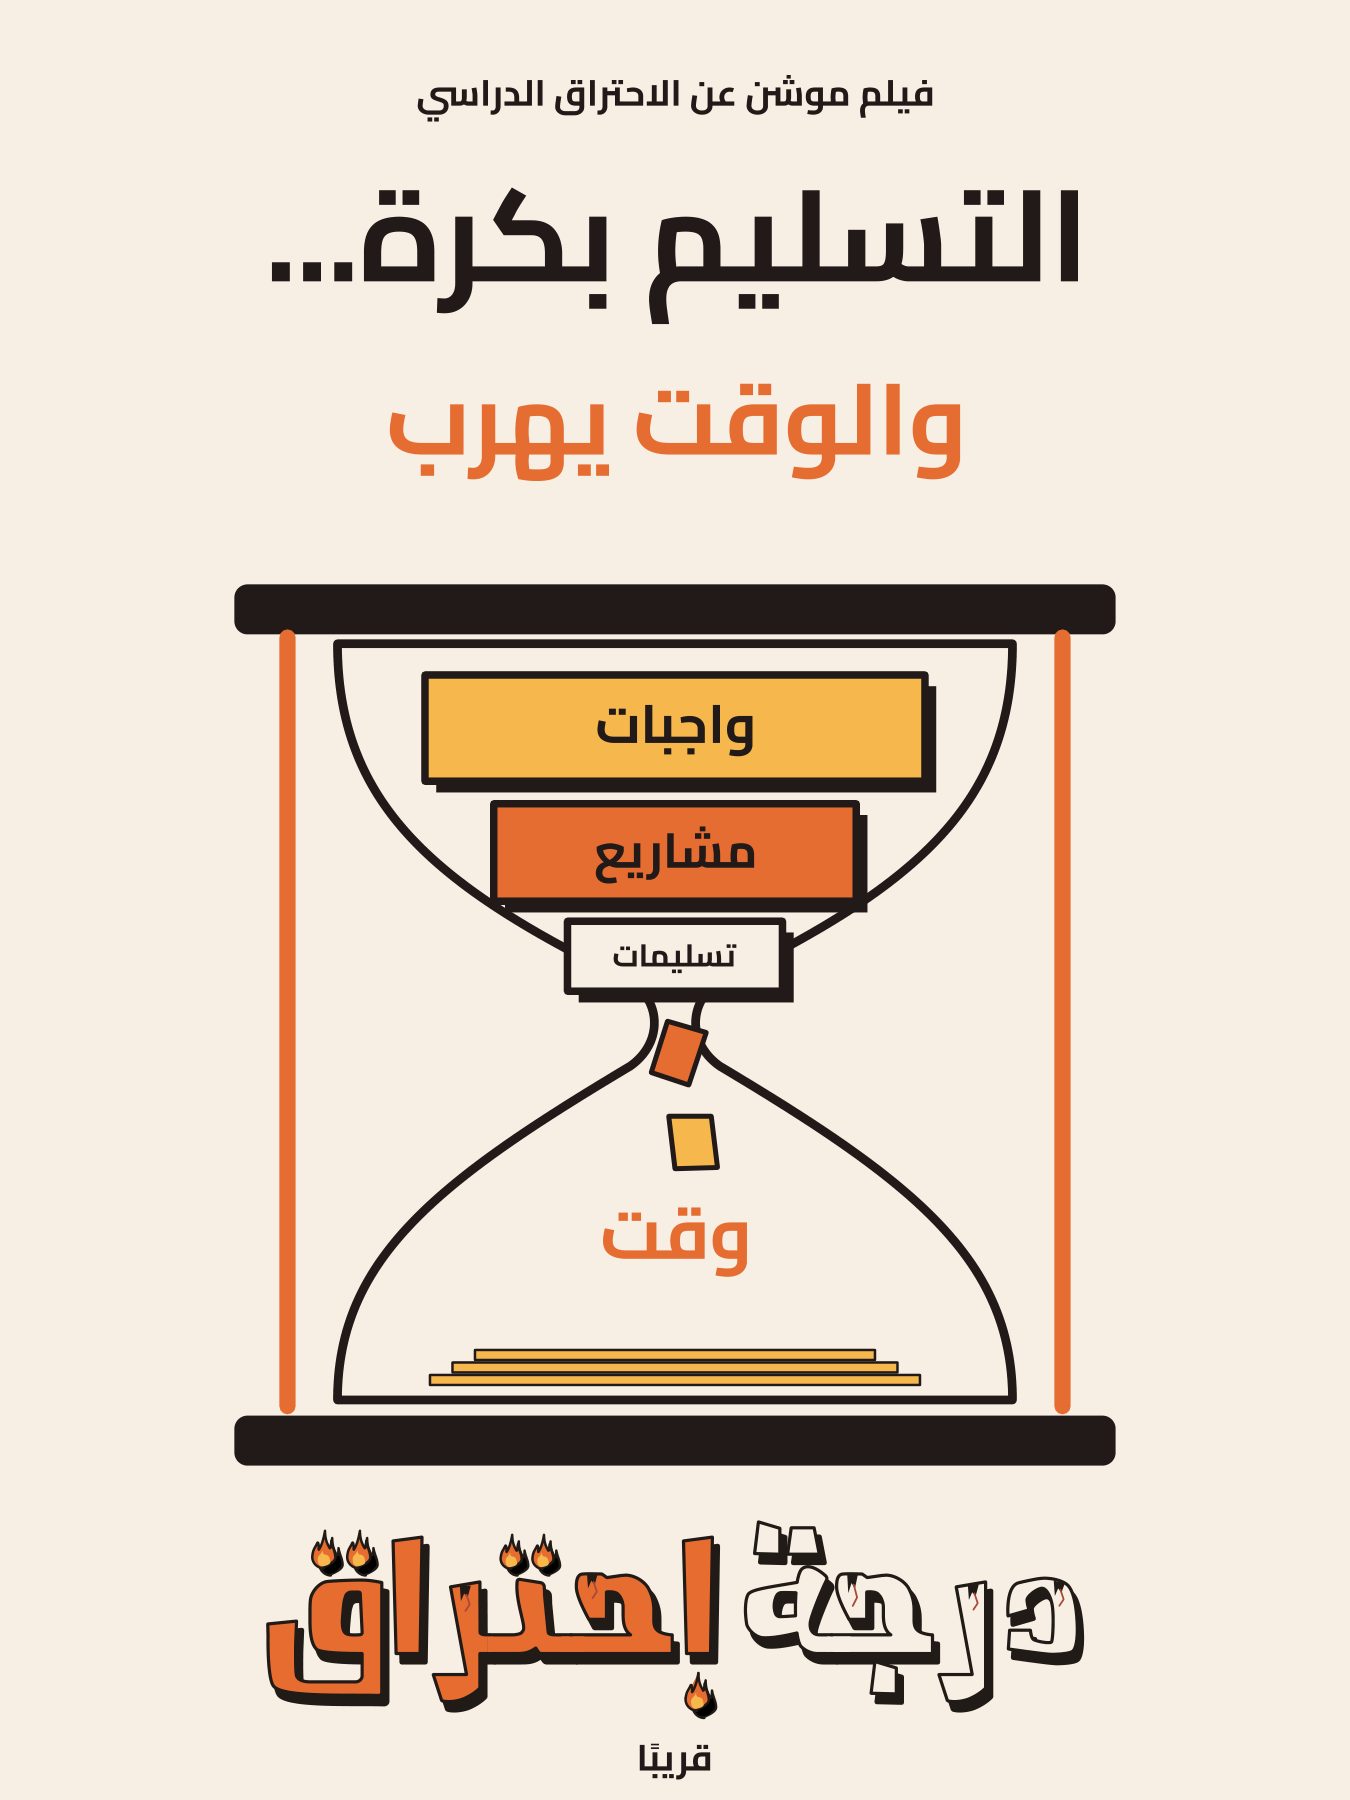 فيلم موشن عن الاحتراق الدراسي
التسليم بكرة...
والوقت يهرب
واجبات
مشاريع
تسليمات
وقت
درجة إحتراق
قريبًا